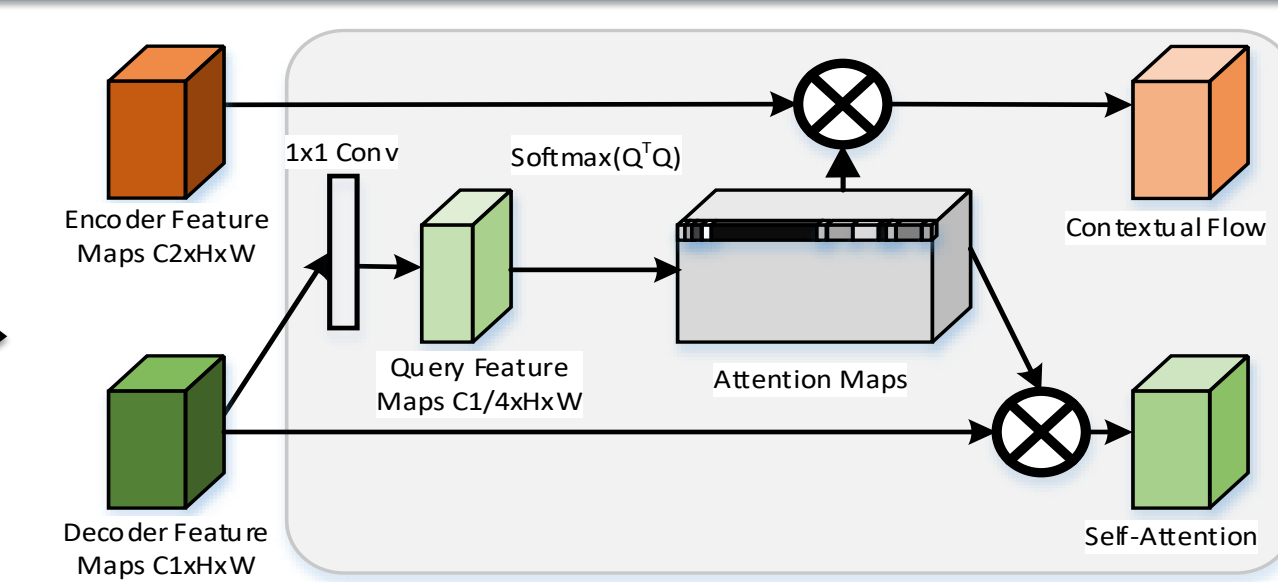 1x1 Conv
Softmax(QᵀQ)
Encoder Feature
Maps C2xHxW
Contextual Flow
Query Feature
Maps C1/4xHxW
Attention Maps
Decoder Feature
Maps C1xHxW
Self-Attention